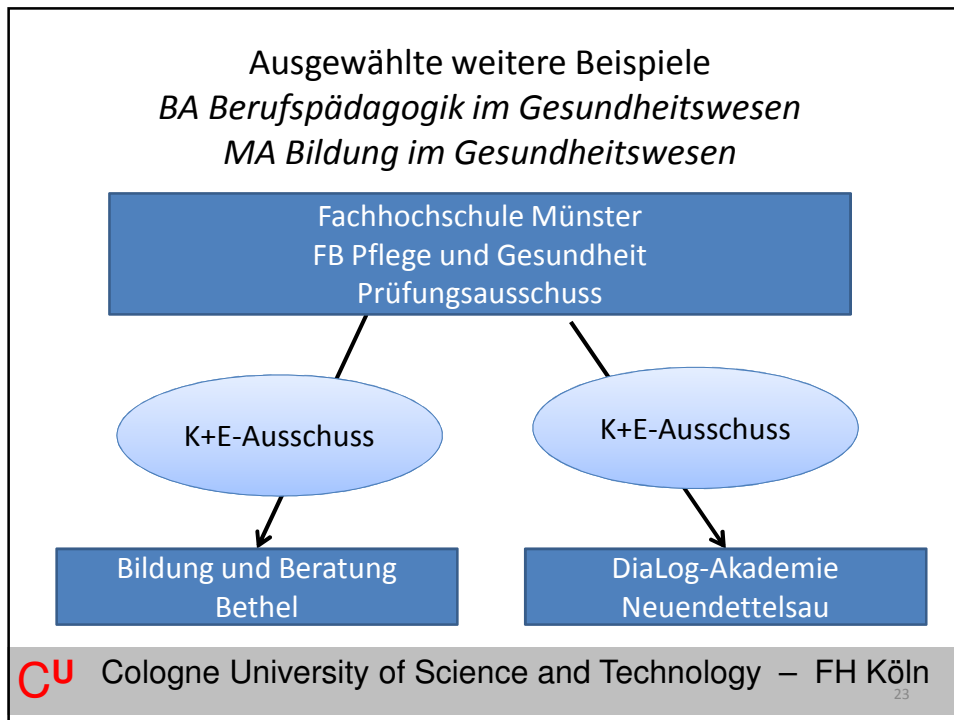 Ausgewählte weitere Beispiele
BA Berufspädagogik im Gesundheitswesen
MA Bildung im Gesundheitswesen
Fachhochschule Münster
FB Pflege und Gesundheit
Prüfungsausschuss
K+E-Ausschuss
K+E-Ausschuss
Bildung und Beratung
Bethel
DiaLog-Akademie
Neuendettelsau
CU Cologne University of Science and Technology – FH Köln
23